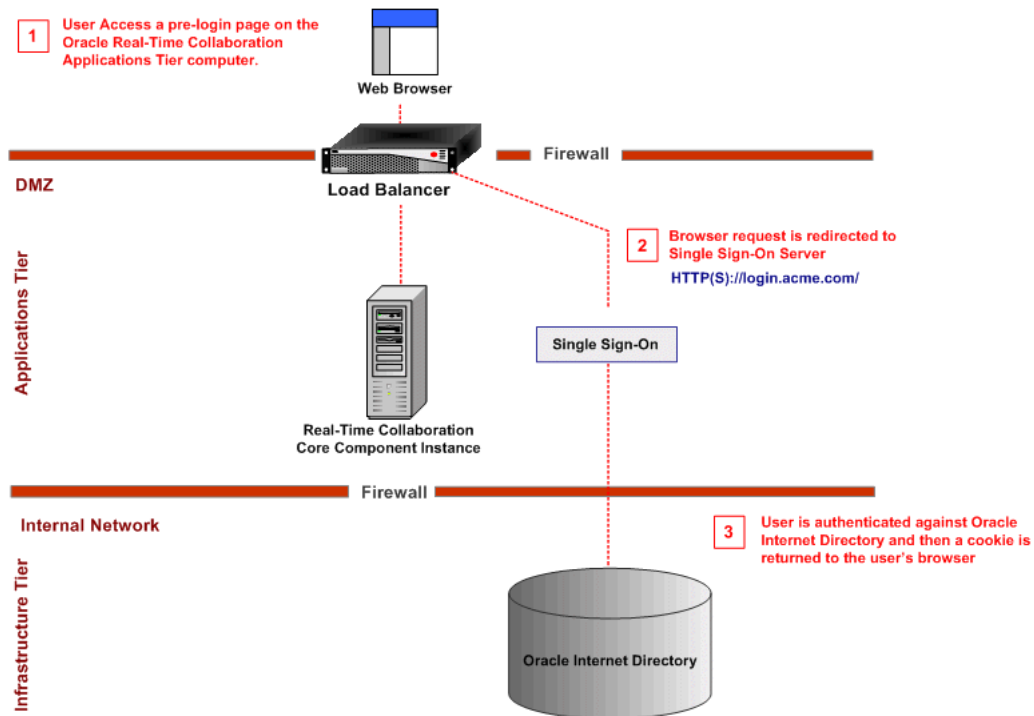 1
User Access a pre-login page on the
Oracle Real-Time Collaboration
Applications Tier computer.
Web Browser
Firewall
DMZ
Load Balancer
Applications Tier
2
Browser request is redirected to
Single Sign-On Server
HTTP(S)://login.acme.com/
Single Sign-On
Real-Time Collaboration
Core Component Instance
Firewall
Internal Network
3
User is authenticated against Oracle
Internet Directory and then a cookie is
returned to the user's browser
Infrastructure Tier
Oracle Internet Directory